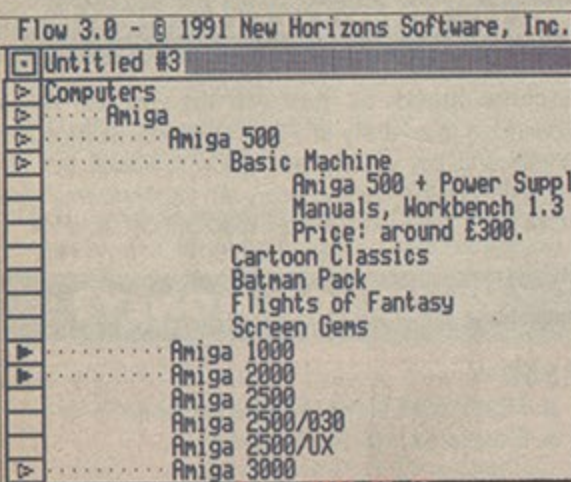 Flow 3.0 - © 1991 New Horizons Software, Inc.
Untitled #3
Computers
Amiga
Amiga 500
Basic Machine
Amiga 500 + Power Suppl
Manuals, Workbench 1.3
Price: around £300.
Cartoon Classics
Batman Pack
Flights of Fantasy
Screen Gems
Amiga 1000
Amiga 2000
Amiga 2500
Amiga 2500/030
Amiga 2500/UX
Amiga 3000